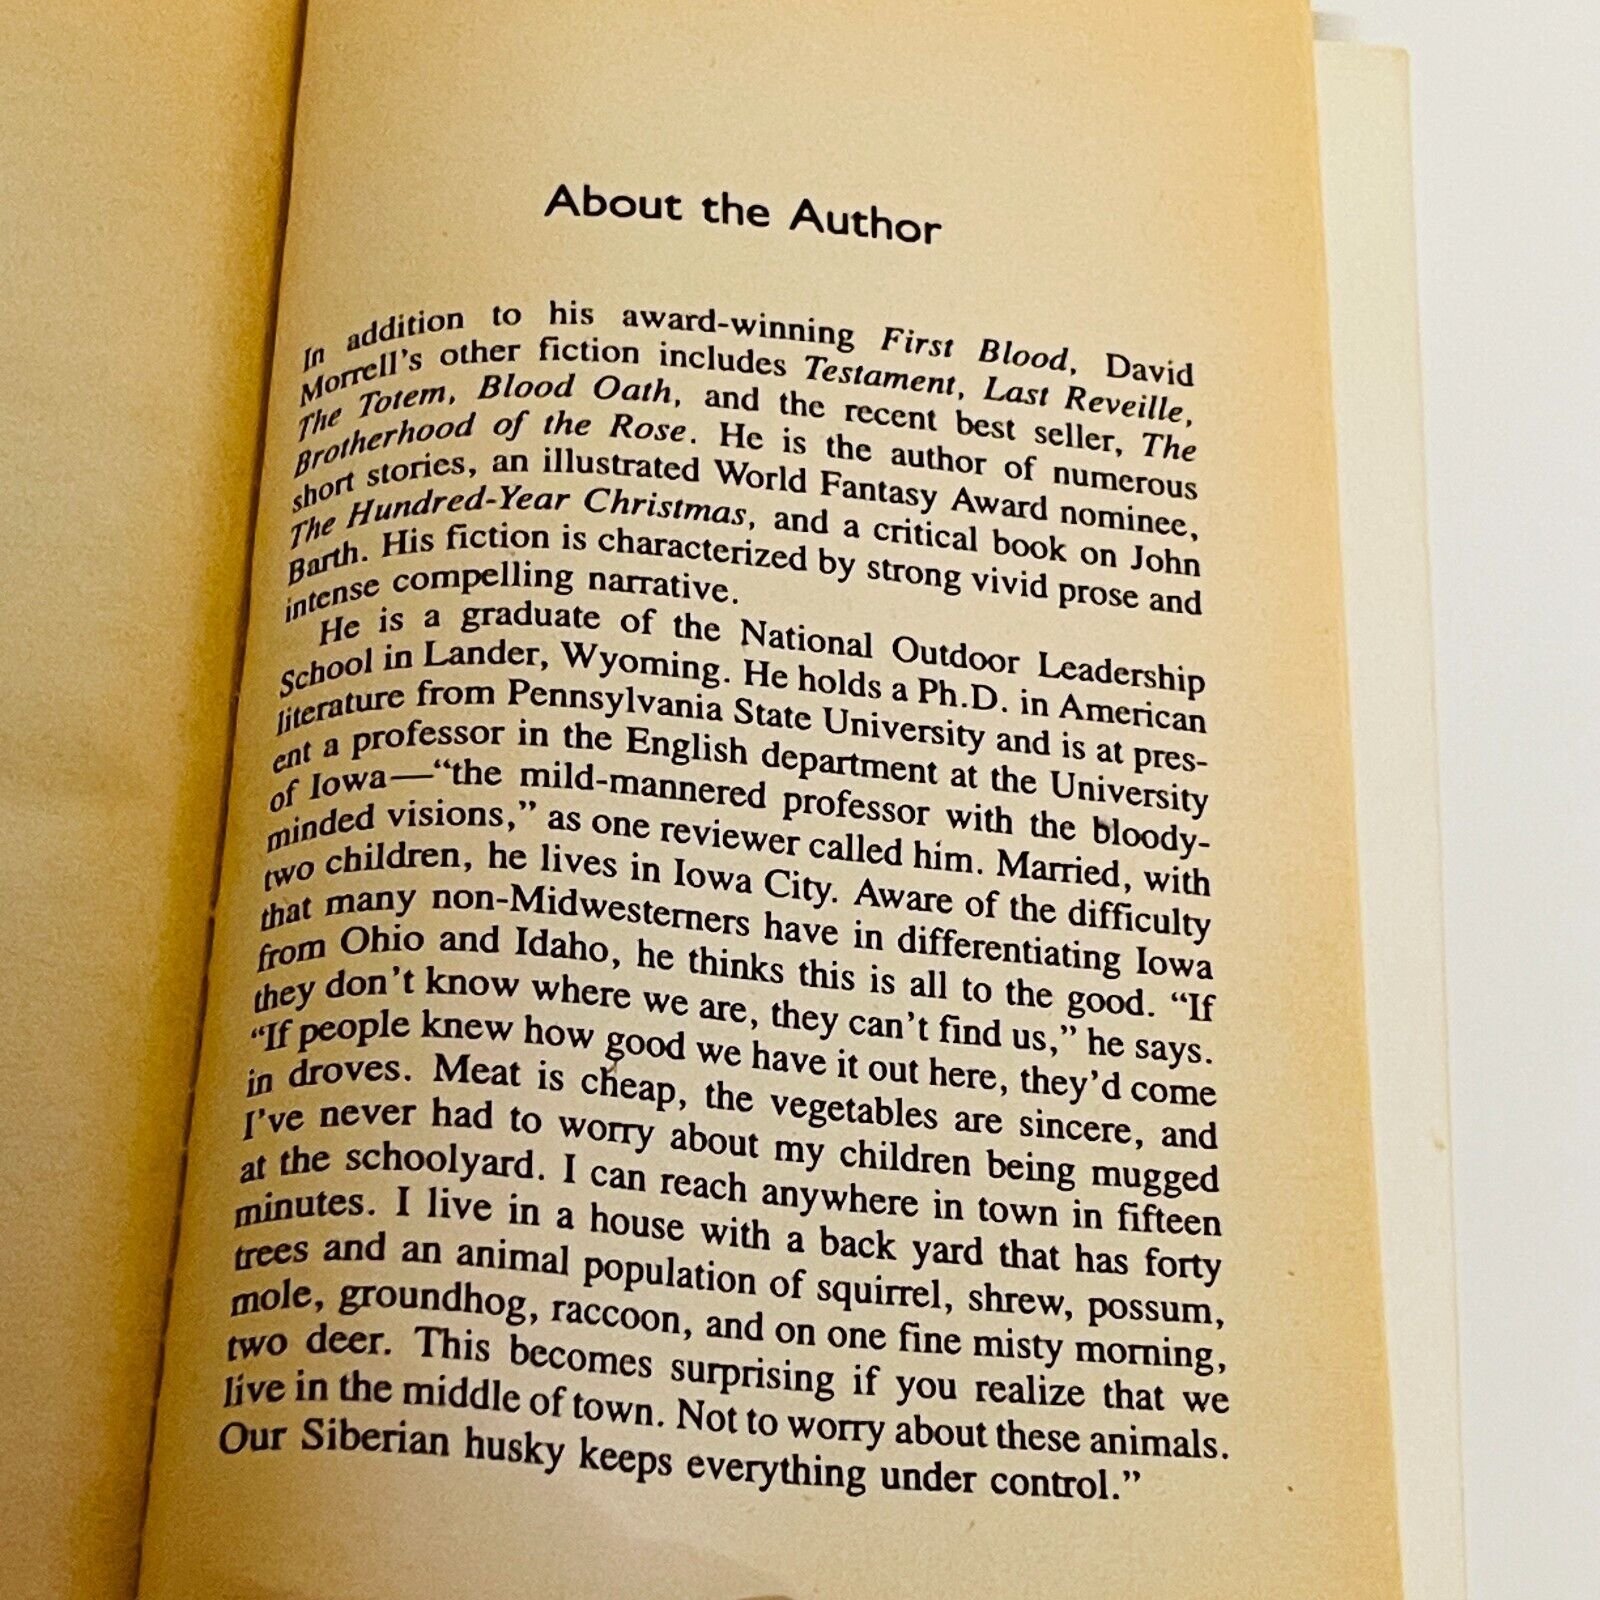 About the Author
In addition to his award-winning First Blood, David
Morrell's other fiction includes Testament, Last Reveille,
The Totem, Blood Oath, and the recent best seller, The
Brotherhood of the Rose. He is the author of numerous
short stories, an illustrated World Fantasy Award nominee,
The Hundred-Year Christmas, and a critical book on John
Barth. His fiction is characterized by strong vivid prose and
intense compelling narrative.
He is a graduate of the National Outdoor Leadership
School in Lander, Wyoming. He holds a Ph.D. in American
literature from Pennsylvania State University and is at pres-
ent a professor in the English department at the University
of Iowa—“the mild-mannered professor with the bloody-
minded visions,” as one reviewer called him. Married, with
two children, he lives in Iowa City. Aware of the difficulty
that many non-Midwesterners have in differentiating Iowa
from Ohio and Idaho, he thinks this is all to the good. “If
they don't know where we are, they can't find us,” he says.
“If people knew how good we have it out here, they'd come
in droves. Meat is cheap, the vegetables are sincere, and
I've never had to worry about my children being mugged
at the schoolyard. I can reach anywhere in town in fifteen
minutes. I live in a house with a back yard that has forty
trees and an animal population of squirrel, shrew, possum,
mole, groundhog, raccoon, and on one fine misty morning,
two deer. This becomes surprising if you realize that we
live in the middle of town. Not to worry about these animals.
Our Siberian husky keeps everything under control.”